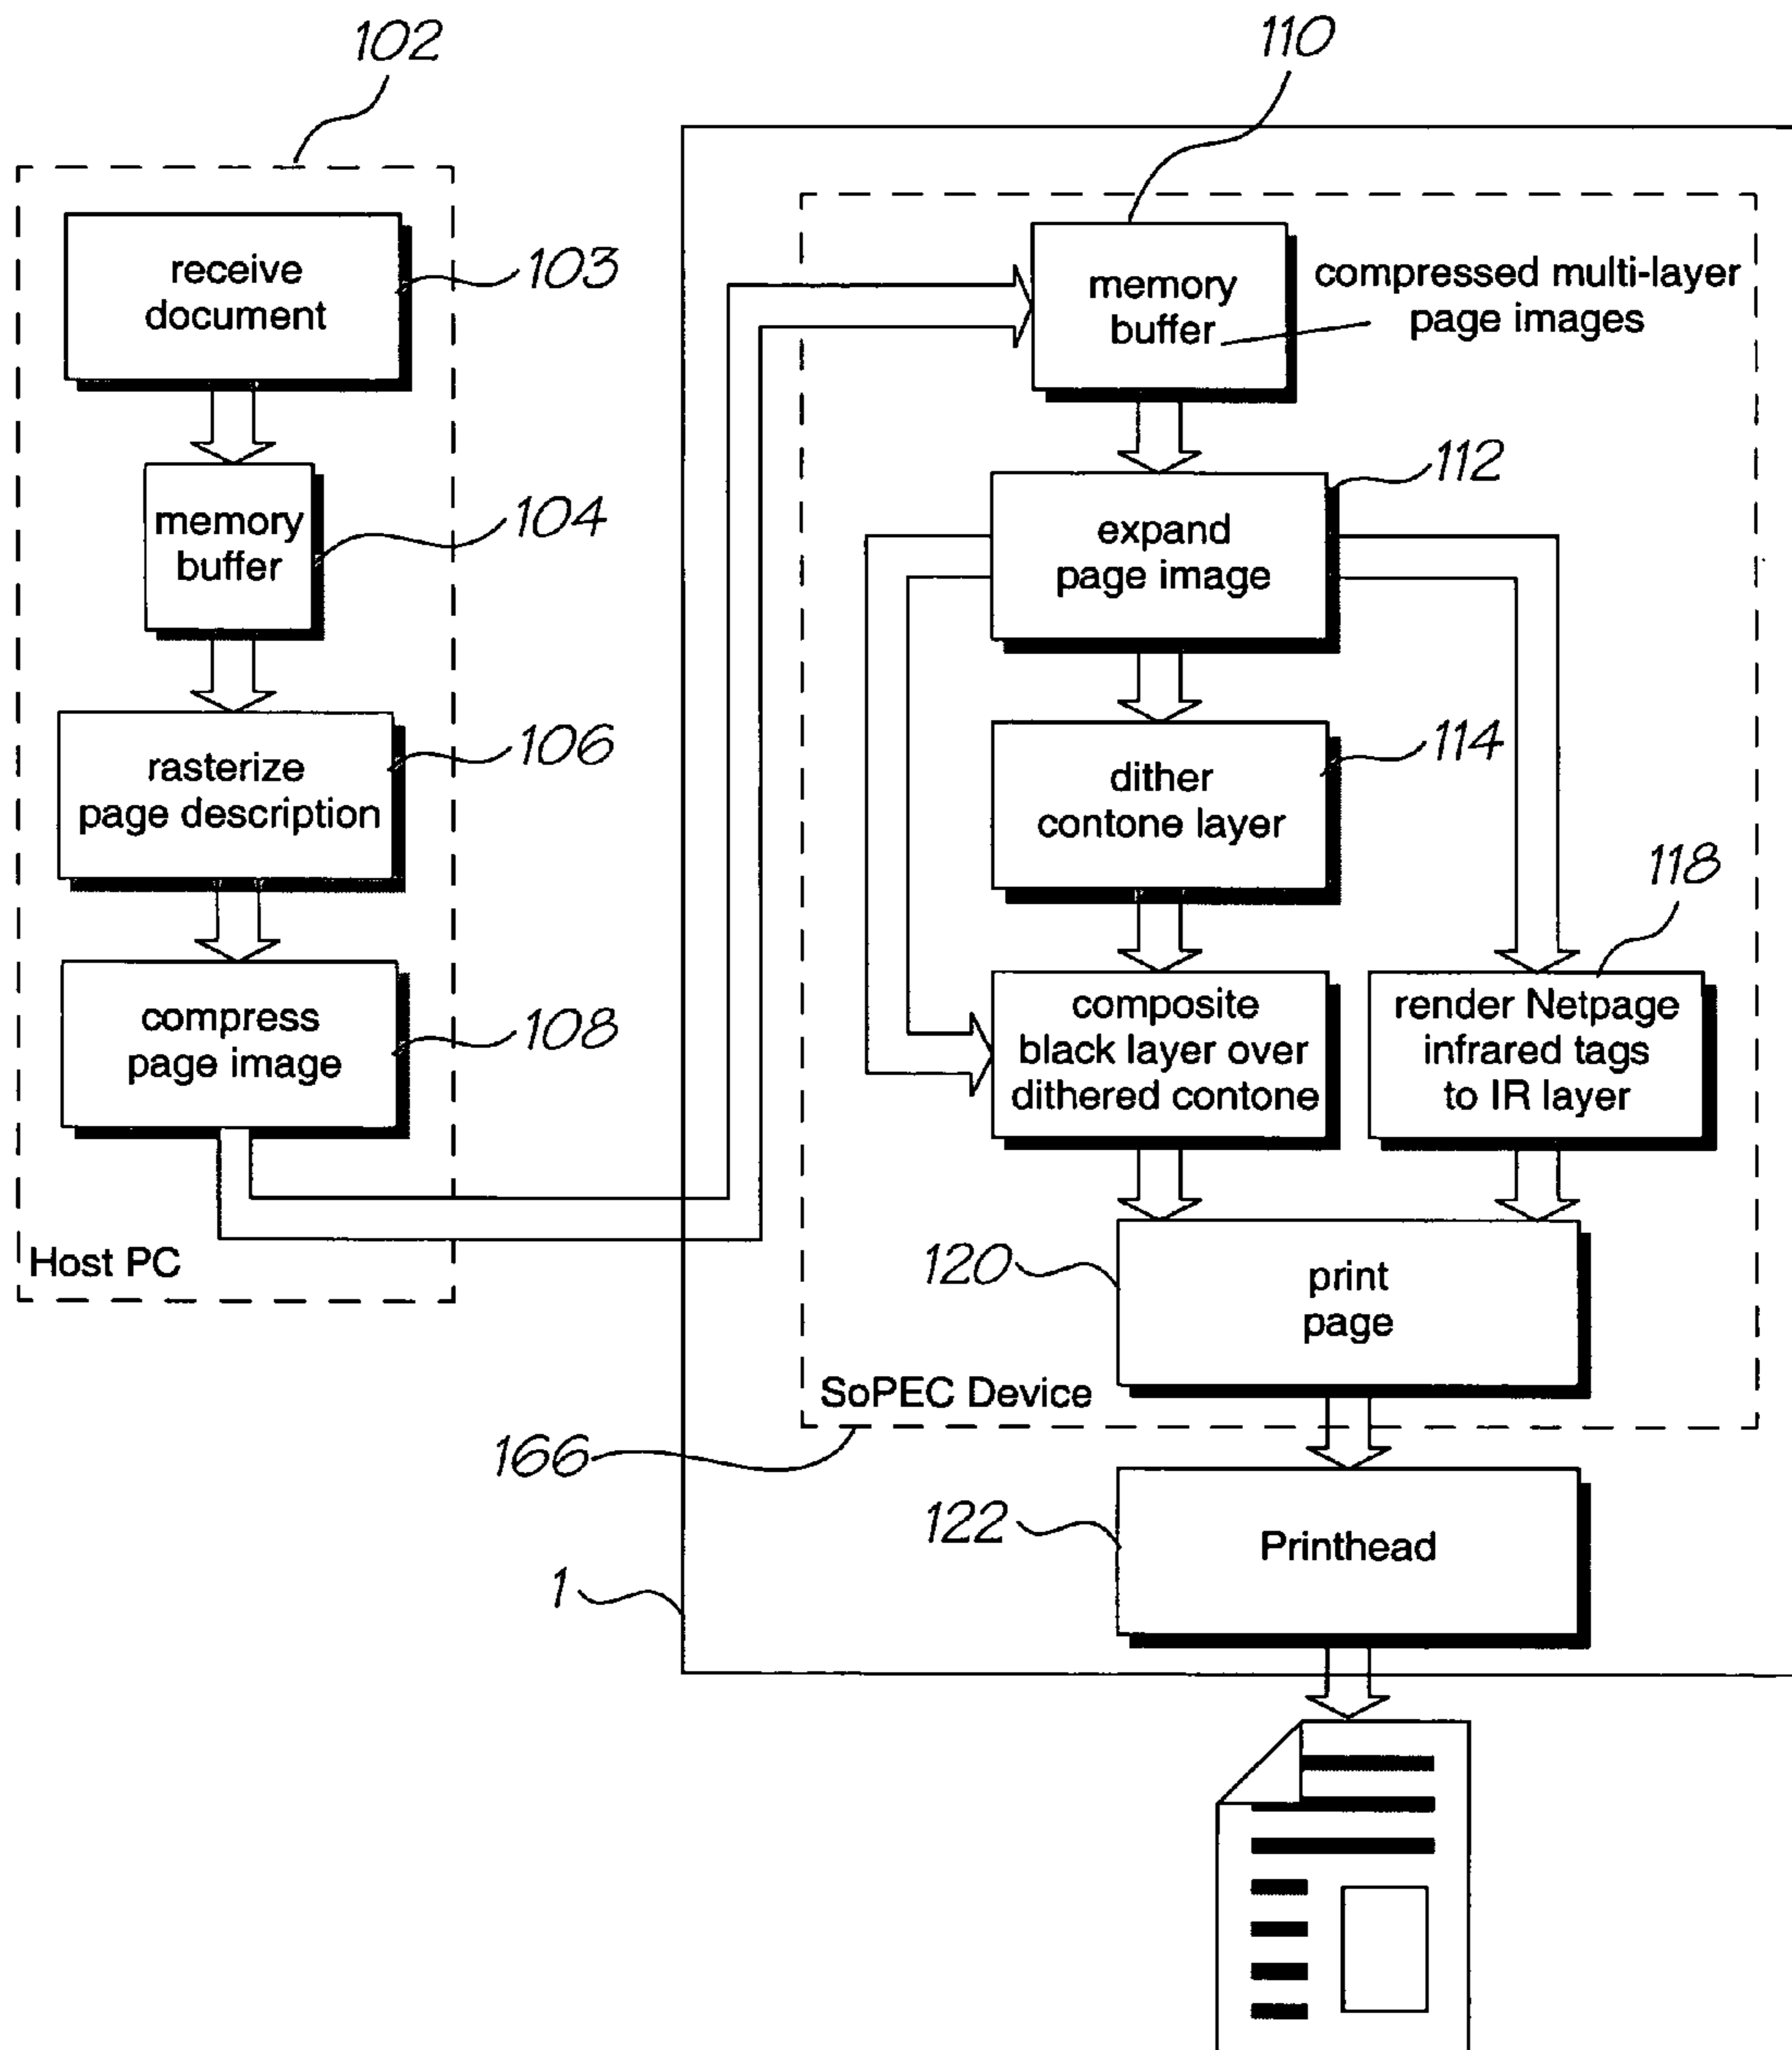 102
110
receive
document
103
memory
buffer
compressed multi-layer
page images
memory
buffer
104
expand
page image
112
rasterize
page description
106
dither
contone layer
114
compress
page image
108
composite
black layer over
dithered contone
118
render Netpage
infrared tags
to IR layer
Host PC
120
print
page
SoPEC Device
166
122
Printhead
1